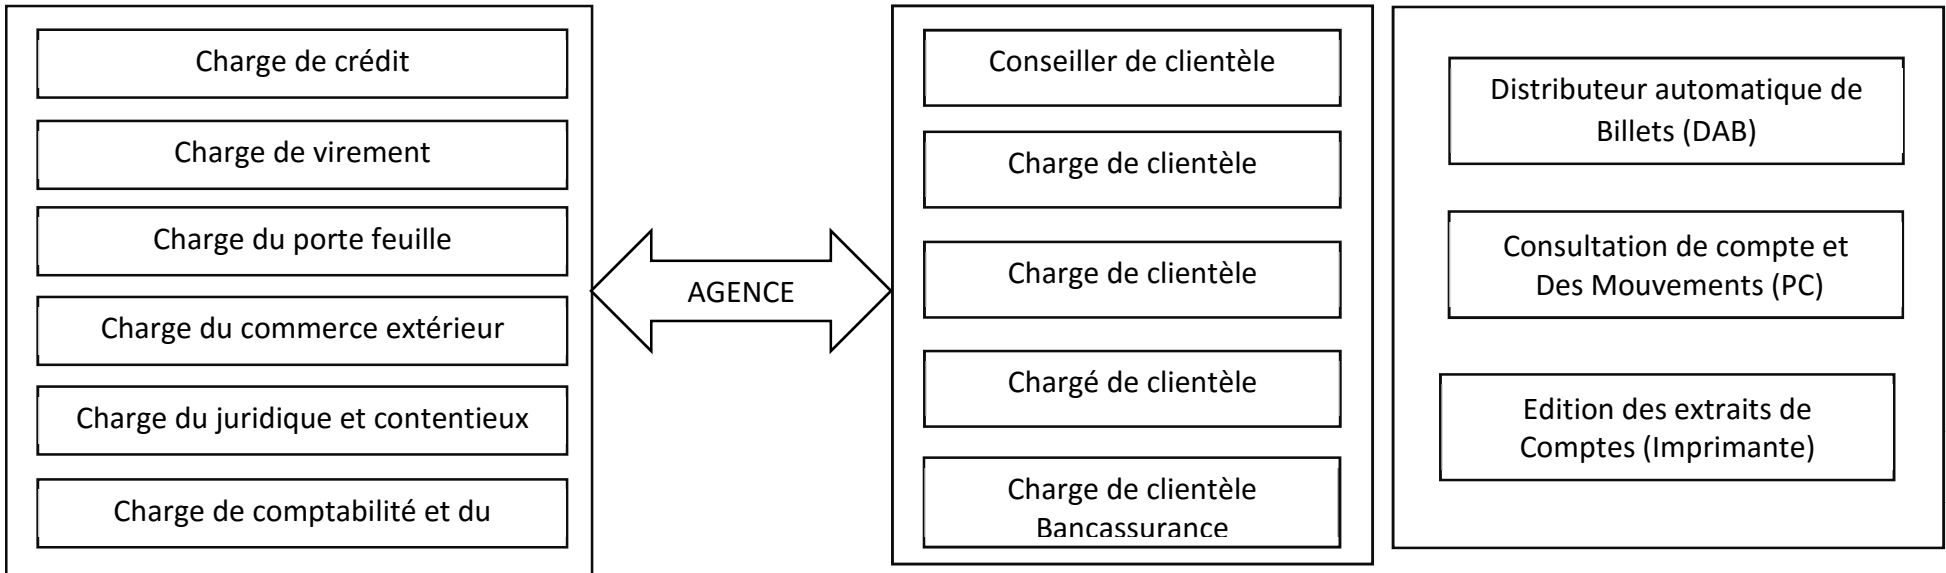 Charge de crédit
Charge de virement
Charge du porte feuille
Charge du commerce extérieur
Charge du juridique et contentieux
Charge de comptabilité et du
AGENCE
Conseiller de clientèle
Charge de clientèle
Charge de clientèle
Chargé de clientèle
Charge de clientèle
Bancassurance
Distributeur automatique de
Billets (DAB)
Consultation de compte et
Des Mouvements (PC)
Edition des extraits de
Comptes (Imprimante)